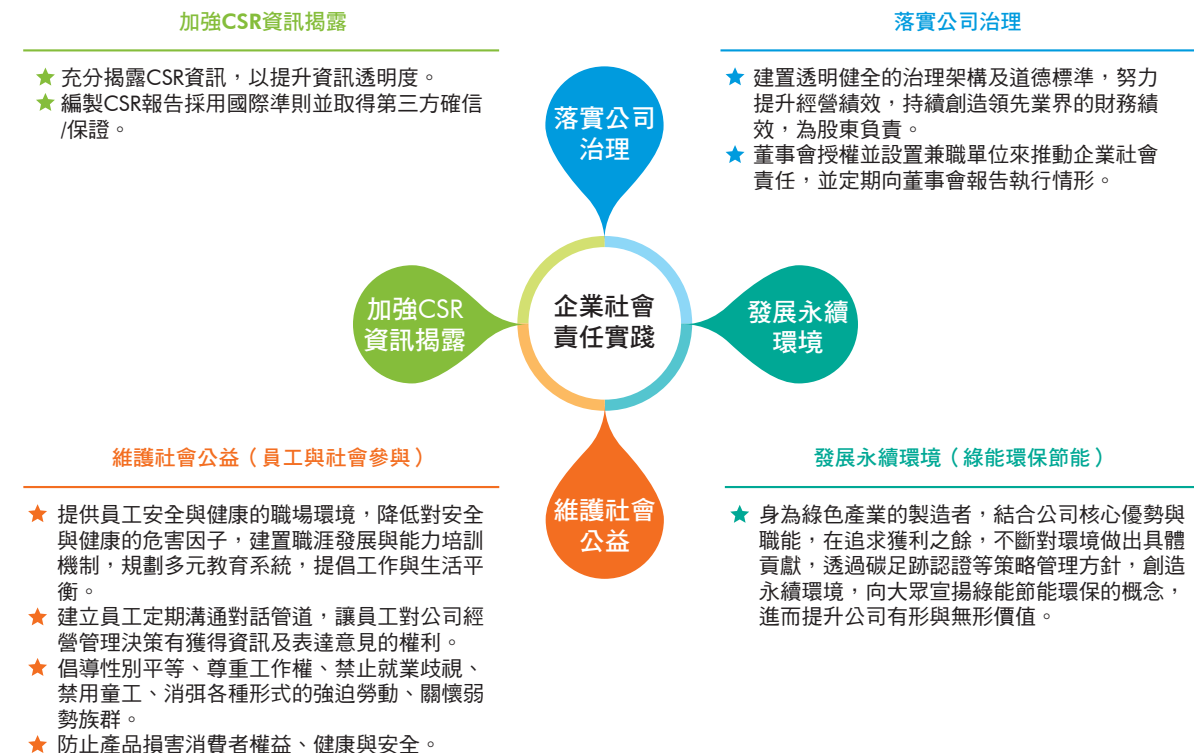 加強CSR資訊揭露
★ 充分揭露CSR資訊，以提升資訊透明度。
★ 編製CSR報告採用國際準則並取得第三方確信
/保證。
落實公司治理
★ 建置透明健全的治理架構及道德標準，努力
提升經營績效，持續創造領先業界的財務績
效，為股東負責。
★ 董事會授權並設置兼職單位來推動企業社會
責任，並定期向董事會報告執行情形。
落實公司
治理
加強CSR
資訊揭露
企業社會
責任實踐
發展永續
環境
維護社會
公益
維護社會公益（員工與社會參與）
★ 提供員工安全與健康的職場環境，降低對安全
與健康的危害因子，建置職涯發展與能力培訓
機制，規劃多元教育系統，提倡工作與生活平
衡。
★ 建立員工定期溝通對話管道，讓員工對公司經
營管理決策有獲得資訊及表達意見的權利。
★ 倡導性別平等、尊重工作權、禁止就業歧視、
禁用童工、消弭各種形式的強迫勞動、關懷弱
勢族群。
★ 防止產品損害消費者權益、健康與安全。
發展永續環境（綠能環保節能）
★ 身為綠色產業的製造者，結合公司核心優勢與
職能，在追求獲利之餘，不斷對環境做出具體
貢獻，透過碳足跡認證等策略管理方針，創造
永續環境，向大眾宣揚綠能節能環保的概念，
進而提升公司有形與無形價值。